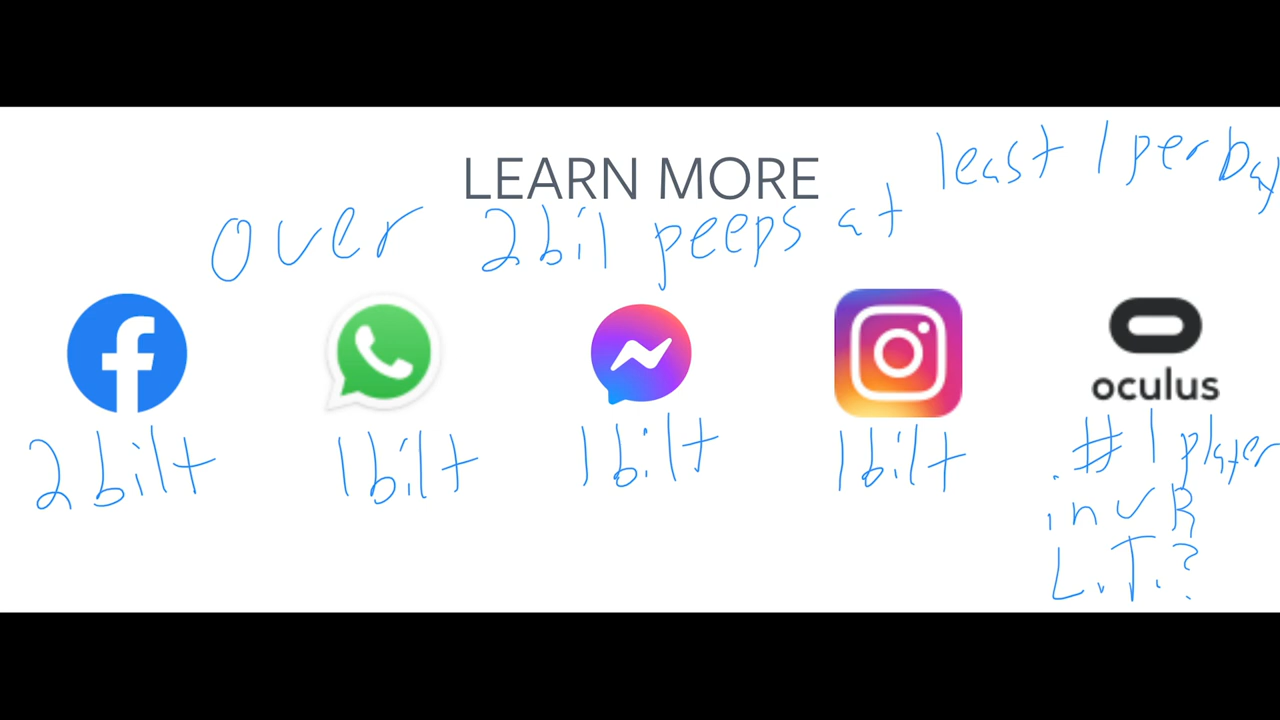 LEARN MORE
over 2bil peeps at least 1 per Day
oculus
2bil+
1bil+
1bil+
1bil+
.#1 player
in VR
L.T.?